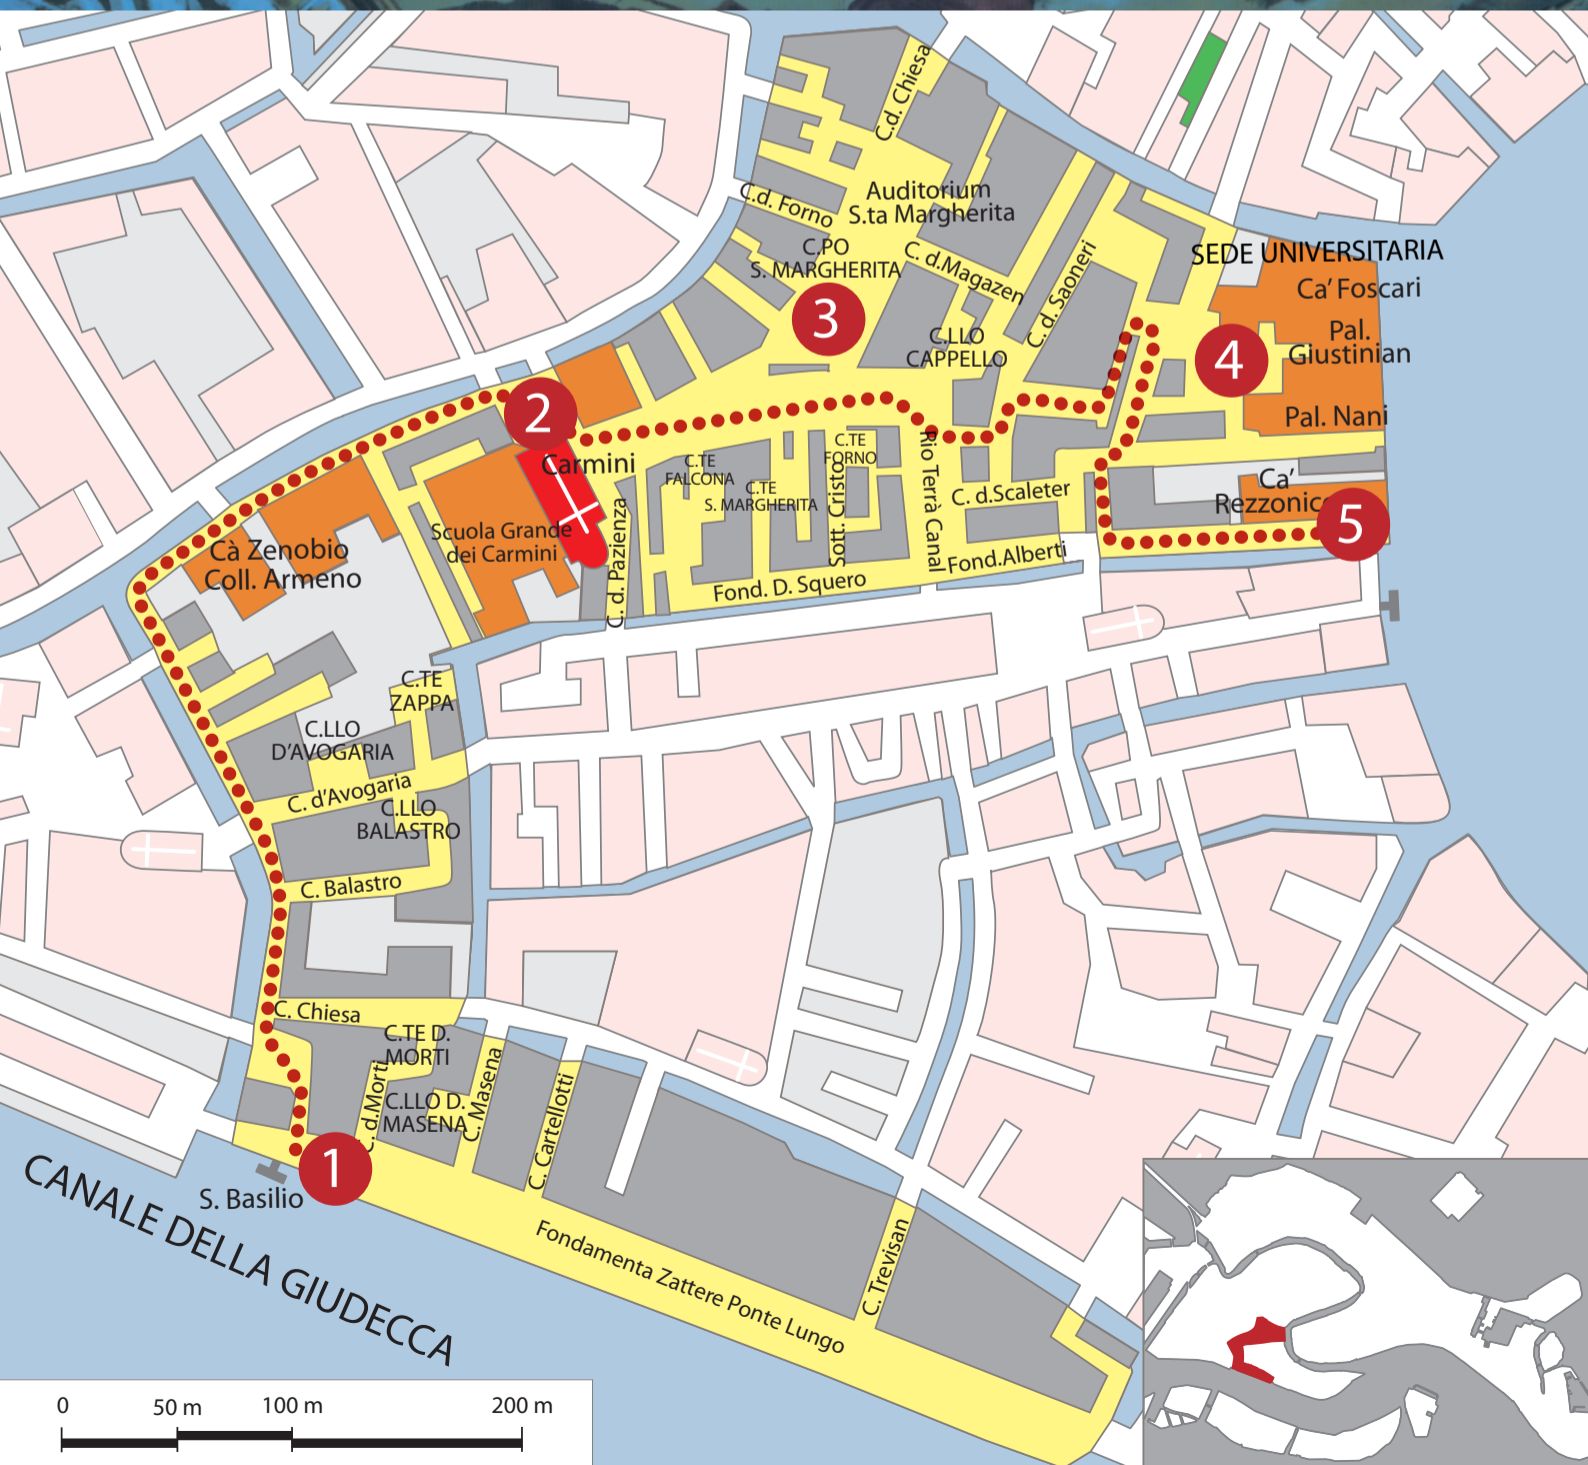 C.d. Chiesa
Auditorium
S.ta Margherita
C.d. Forno
C.PO
S. MARGHERITA
C. d.Magazen
C. d. Saoneri
SEDE UNIVERSITARIA
Ca' Foscari
Pal.
Giustinian
Pal. Nani
3
4
C.LLO
CAPPELLO
2
Carmini
C.TE
FALCONA
C.TE
S. MARGHERITA
C.TE
FORNO
Sott. Cristo
Rio Terrà Canal
C. d.Scaleter
Ca'
Rezzonico
5
Scuola Grande
dei Carmini
C. d. Pazienza
Fond. D. Squero
Fond.Alberti
Cà Zenobio
Coll. Armeno
C.TE
ZAPPA
C.LLO
D'AVOGARIA
C. d'Avogaria
C.LLO
BALASTRO
C. Balastro
C. Chiesa
C.TE D.
MORTI
C. d.Morti
C.LLO D.
MASENA
C. Masena
C. Cartellotti
1
S. Basilio
CANALE DELLA GIUDECCA
Fondamenta Zattere Ponte Lungo
C. Trevisan
0 50 m 100 m 200 m